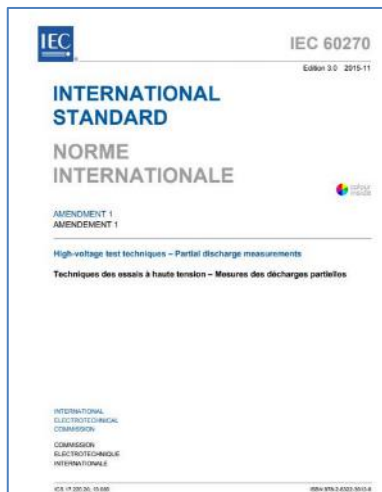 IEC
IEC 60270
Edition 3.0 2015-11
INTERNATIONAL
STANDARD
NORME
INTERNATIONALE
colour
inside
AMENDMENT 1
AMENDEMENT 1
High-voltage test techniques – Partial discharge measurements
Techniques des essais à haute tension – Mesures des décharges partielles
INTERNATIONAL
ELECTROTECHNICAL
COMMISSION
COMMISSION
ELECTROTECHNIQUE
INTERNATIONALE